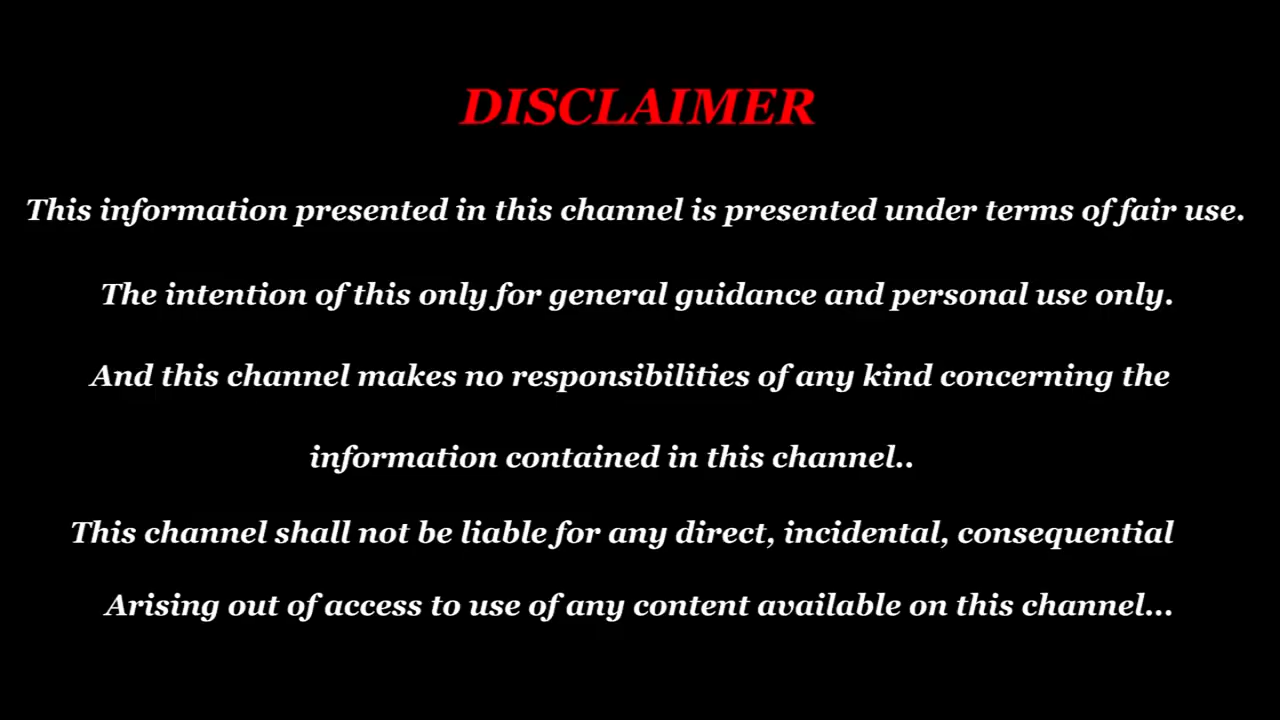 DISCLAIMER
This information presented in this channel is presented under terms of fair use.
The intention of this only for general guidance and personal use only.
And this channel makes no responsibilities of any kind concerning the
information contained in this channel..
This channel shall not be liable for any direct, incidental, consequential
Arising out of access to use of any content available on this channel...